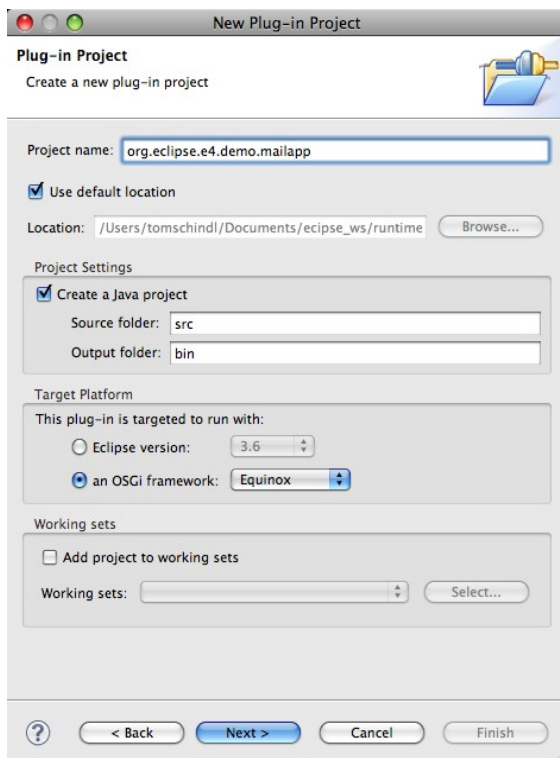 New Plug-in Project
Plug-in Project
Create a new plug-in project
Project name: org.eclipse.e4.demo.mailapp
Use default location
Location: /Users/tomschindl/Documents/ecipse_ws/runtime Browse...
Project Settings
Create a Java project
Source folder: src
Output folder: bin
Target Platform
This plug-in is targeted to run with:
Eclipse version: 3.6
an OSGi framework: Equinox
Working sets
Add project to working sets
Working sets: Select...
? < Back Next > Cancel Finish